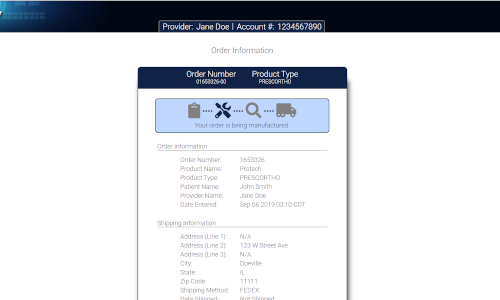 Provider: Jane Doe | Account #: 1234567890
Order Information
Order Number Product Type
01653326-00 PRESCORTHO
Your order is being manufactured.
Order Information
Order Number: 1653326
Product Name: Protech
Product Type: PRESCORTHO
Patient Name: John Smith
Provider Name: Jane Doe
Date Entered: Sep 06 2019 03:10 CDT
Shipping Information
Address (Line 1): N/A
Address (Line 2): 123 W Street Ave
Address (Line 3): N/A
City: Doeville
State: IL
Zip Code: 11111
Shipping Method: FEDEX
Date Shipped: Not Shipped